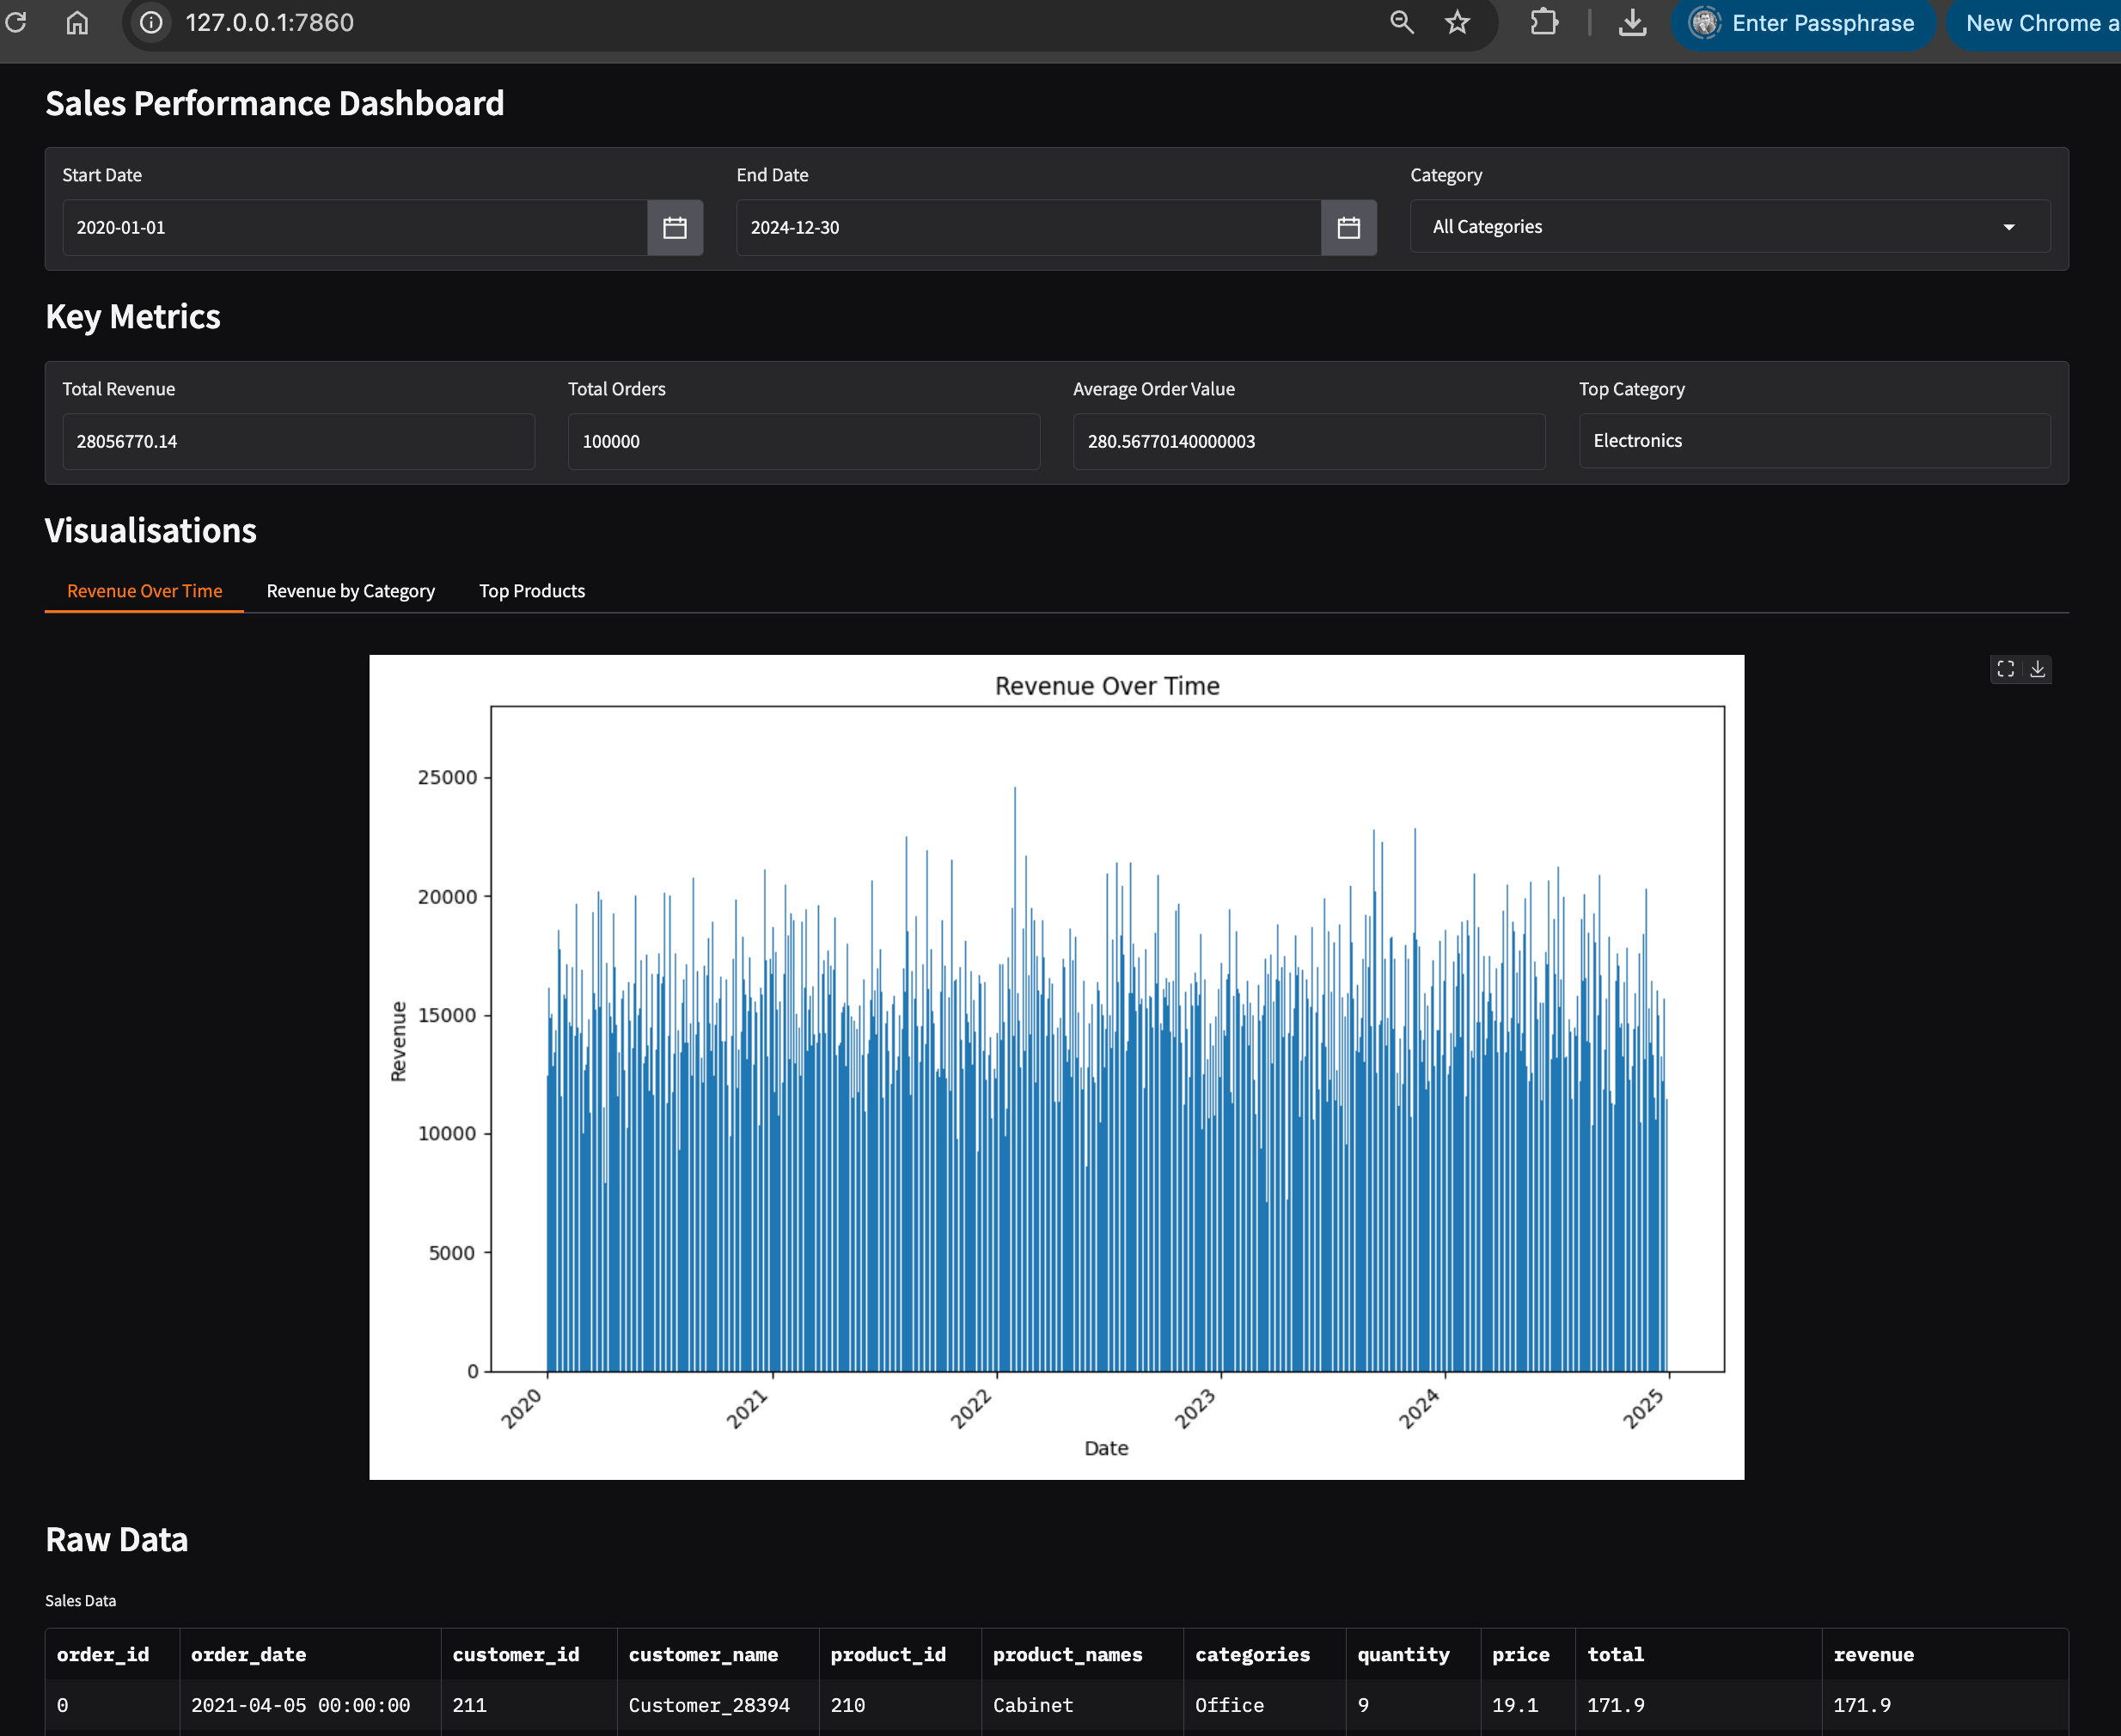 127.0.0.1:7860
Enter Passphrase
New Chrome a
Sales Performance Dashboard
Start Date
End Date
Category
2020-01-01
2024-12-30
All Categories
Key Metrics
Total Revenue
Total Orders
Average Order Value
Top Category
28056770.14
100000
280.56770140000003
Electronics
Visualisations
Revenue Over Time
Revenue by Category
Top Products
Revenue Over Time
25000
20000
15000
10000
5000
0
Revenue
2020
2021
2022
2023
2024
2025
Date
Raw Data
Sales Data
order_id order_date customer_id customer_name product_id product_names categories quantity price total revenue
0 2021-04-05 00:00:00 211 Customer_28394 210 Cabinet Office 9 19.1 171.9 171.9